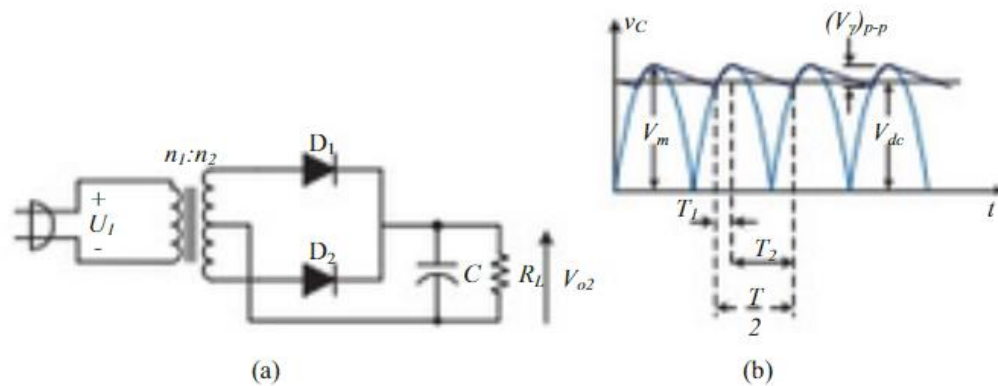 n1:n2
+
U1
-
D1
D2
C
RL
Vo2
(a)
vC
(Vγ)p-p
Vm
Vdc
t
T1
T2
T
2
(b)